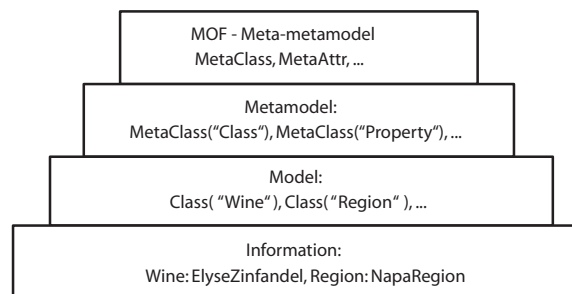 MOF - Meta-metamodel
MetaClass, MetaAttr, ...
Metamodel:
MetaClass(“Class“), MetaClass(“Property“), ...
Model:
Class( “Wine“ ), Class( “Region“ ), ...
Information:
Wine: ElyseZinfandel, Region: NapaRegion